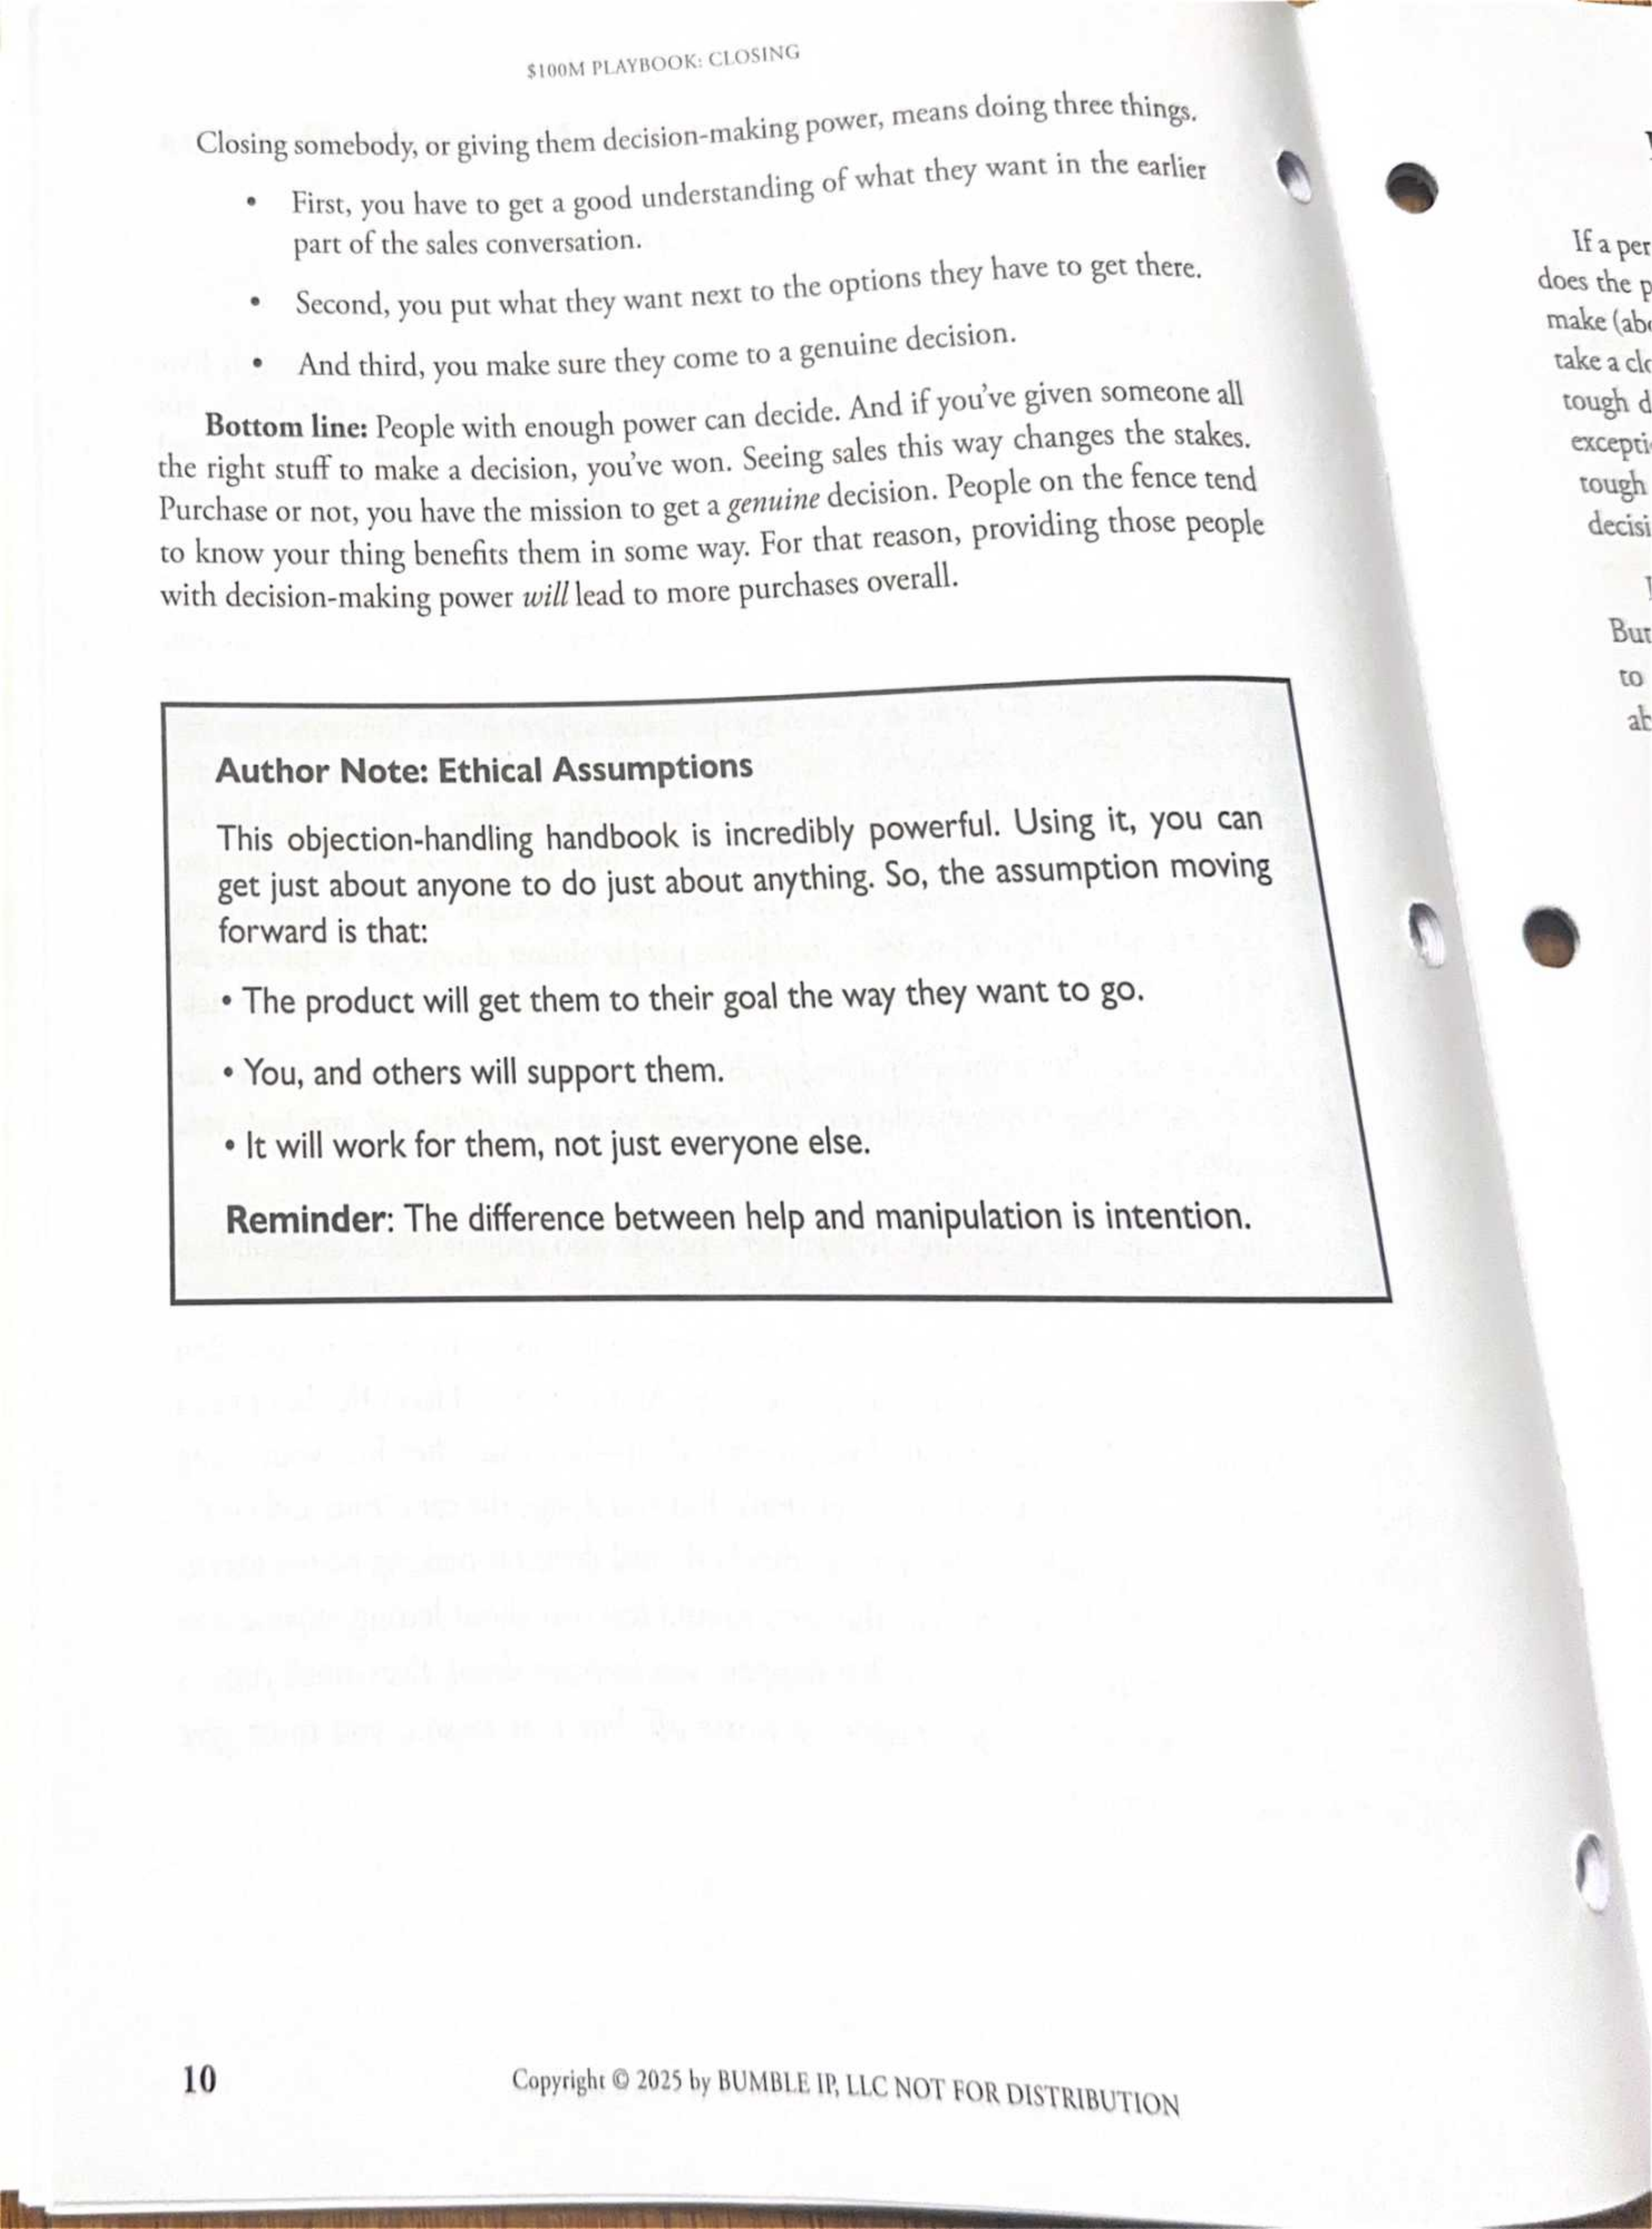 $100M PLAYBOOK: CLOSING
Closing somebody, or giving them decision-making power, means doing three things.
• First, you have to get a good understanding of what they want in the earlier
part of the sales conversation.
• Second, you put what they want next to the options they have to get there.
• And third, you make sure they come to a genuine decision.
Bottom line: People with enough power can decide. And if you've given someone all
the right stuff to make a decision, you've won. Seeing sales this way changes the stakes.
Purchase or not, you have the mission to get a genuine decision. People on the fence tend
to know your thing benefits them in some way. For that reason, providing those people
with decision-making power will lead to more purchases overall.
Author Note: Ethical Assumptions
This objection-handling handbook is incredibly powerful. Using it, you can
get just about anyone to do just about anything. So, the assumption moving
forward is that:
• The product will get them to their goal the way they want to go.
• You, and others will support them.
• It will work for them, not just everyone else.
Reminder: The difference between help and manipulation is intention.
10
Copyright © 2025 by BUMBLE IP, LLC NOT FOR DISTRIBUTION
If a per
does the p
make (ab
take a clo
tough d
excepti
tough
decisi
But
to
ab